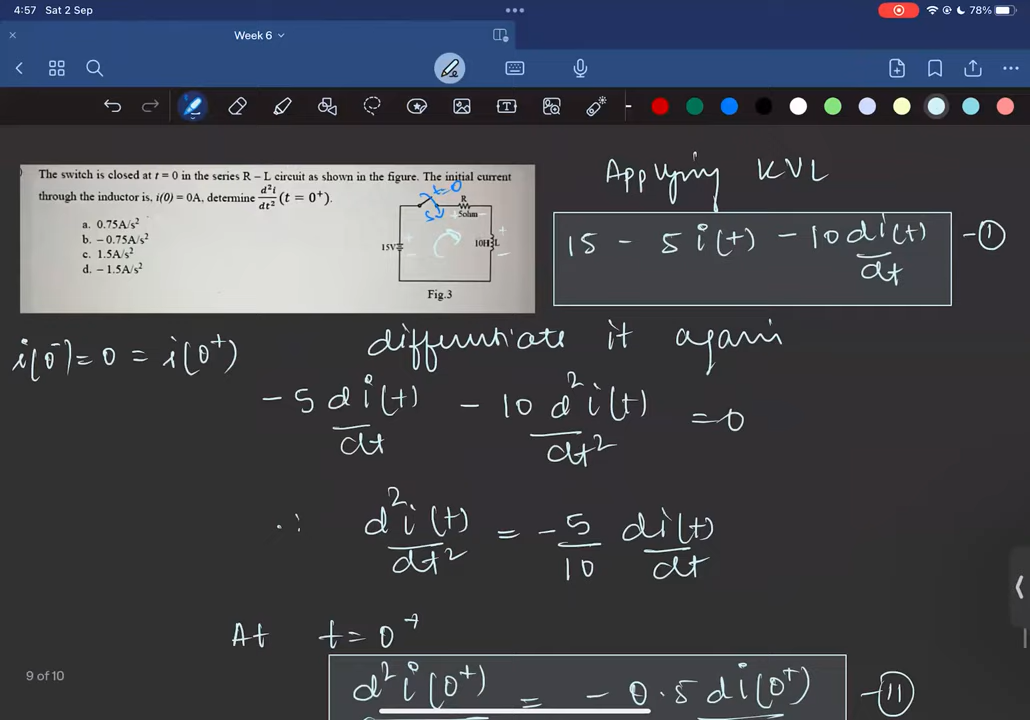 4:57 Sat 2 Sep
78%
Week 6
The switch is closed at t = 0 in the series R – L circuit as shown in the figure. The initial current
through the inductor is, i(0) = 0A, determine d²i/dt² (t = 0⁺).
a. 0.75A/s²
b. – 0.75A/s²
c. 1.5A/s²
d. – 1.5A/s²
t=0
S
R
5ohm
15V
10H
L
Fig.3
Applying KVL
15 - 5 i(t) - 10 di(t)/dt -①
i(0⁻) = 0 = i(0⁺)
differentiate it again
- 5 di(t)/dt - 10 d²i(t)/dt² = 0
∴ d²i(t)/dt² = - 5/10 di(t)/dt
At t = 0⁺
d²i(0⁺) = - 0.5 di(0⁺) -⑪
9 of 10